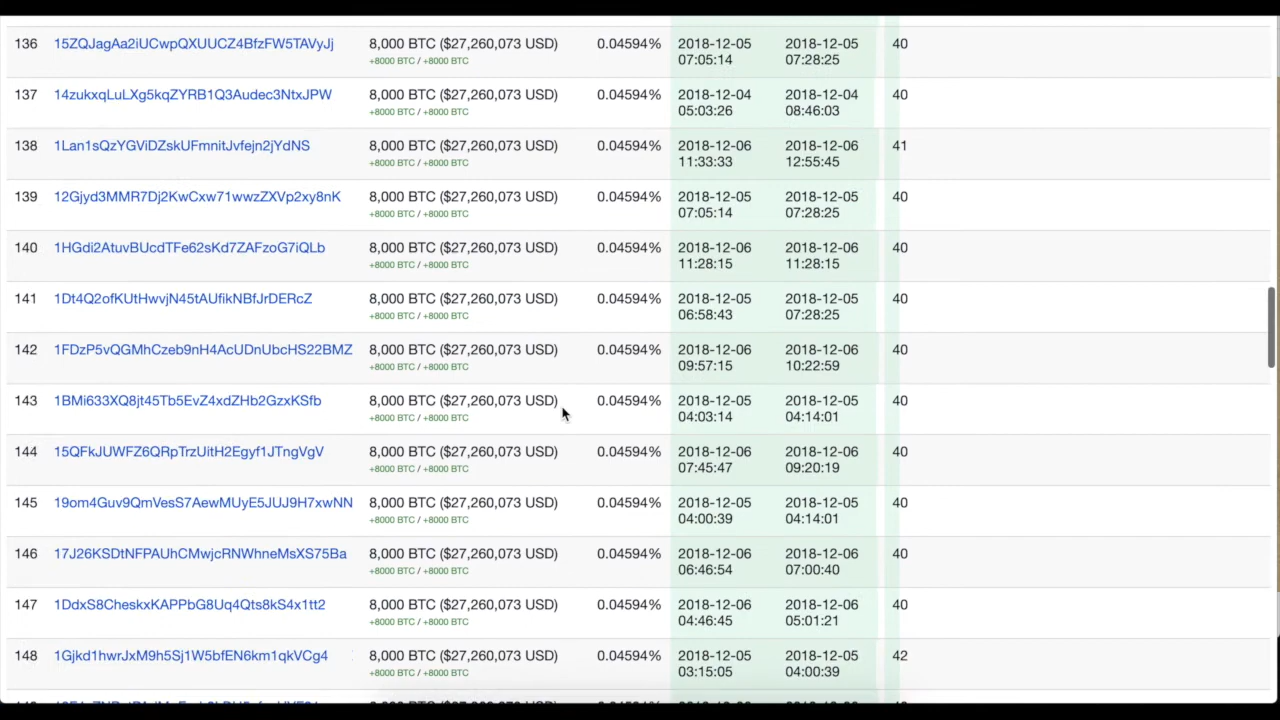 136 15ZQJagAa2iUCwpQXUUCZ4BfzFW5TAVyJj 8,000 BTC ($27,260,073 USD) 0.04594% 2018-12-05 2018-12-05 40
+8000 BTC / +8000 BTC 07:05:14 07:28:25
137 14zukxqLuLXg5kqZYRB1Q3Audec3NtxJPW 8,000 BTC ($27,260,073 USD) 0.04594% 2018-12-04 2018-12-04 40
+8000 BTC / +8000 BTC 05:03:26 08:46:03
138 1Lan1sQzYGViDZskUFmnitJvfejn2jYdNS 8,000 BTC ($27,260,073 USD) 0.04594% 2018-12-06 2018-12-06 41
+8000 BTC / +8000 BTC 11:33:33 12:55:45
139 12Gjyd3MMR7Dj2KwCxw71wwzZXVp2xy8nK 8,000 BTC ($27,260,073 USD) 0.04594% 2018-12-05 2018-12-05 40
+8000 BTC / +8000 BTC 07:05:14 07:28:25
140 1HGdi2AtuvBUcdTFe62sKd7ZAFzoG7iQLb 8,000 BTC ($27,260,073 USD) 0.04594% 2018-12-06 2018-12-06 40
+8000 BTC / +8000 BTC 11:28:15 11:28:15
141 1Dt4Q2ofKUtHwvjN45tAUfikNBfJrDERcZ 8,000 BTC ($27,260,073 USD) 0.04594% 2018-12-05 2018-12-05 40
+8000 BTC / +8000 BTC 06:58:43 07:28:25
142 1FDzP5vQGMhCzeb9nH4AcUDnUbcHS22BMZ 8,000 BTC ($27,260,073 USD) 0.04594% 2018-12-06 2018-12-06 40
+8000 BTC / +8000 BTC 09:57:15 10:22:59
143 1BMi633XQ8jt45Tb5EvZ4xdZHb2GzxKSfb 8,000 BTC ($27,260,073 USD) 0.04594% 2018-12-05 2018-12-05 40
+8000 BTC / +8000 BTC 04:03:14 04:14:01
144 15QFkJUWFZ6QRpTrzUitH2Egyf1JTngVgV 8,000 BTC ($27,260,073 USD) 0.04594% 2018-12-06 2018-12-06 40
+8000 BTC / +8000 BTC 07:45:47 09:20:19
145 19om4Guv9QmVesS7AewMUyE5JUJ9H7xwNN 8,000 BTC ($27,260,073 USD) 0.04594% 2018-12-05 2018-12-05 40
+8000 BTC / +8000 BTC 04:00:39 04:14:01
146 17J26KSDtNFPAUhCMwjcRNWhneMsXS75Ba 8,000 BTC ($27,260,073 USD) 0.04594% 2018-12-06 2018-12-06 40
+8000 BTC / +8000 BTC 06:46:54 07:00:40
147 1DdxS8CheskxKAPPbG8Uq4Qts8kS4x1tt2 8,000 BTC ($27,260,073 USD) 0.04594% 2018-12-06 2018-12-06 40
+8000 BTC / +8000 BTC 04:46:45 05:01:21
148 1Gjkd1hwrJxM9h5Sj1W5bfEN6km1qkVCg4 8,000 BTC ($27,260,073 USD) 0.04594% 2018-12-05 2018-12-05 42
+8000 BTC / +8000 BTC 03:15:05 04:00:39